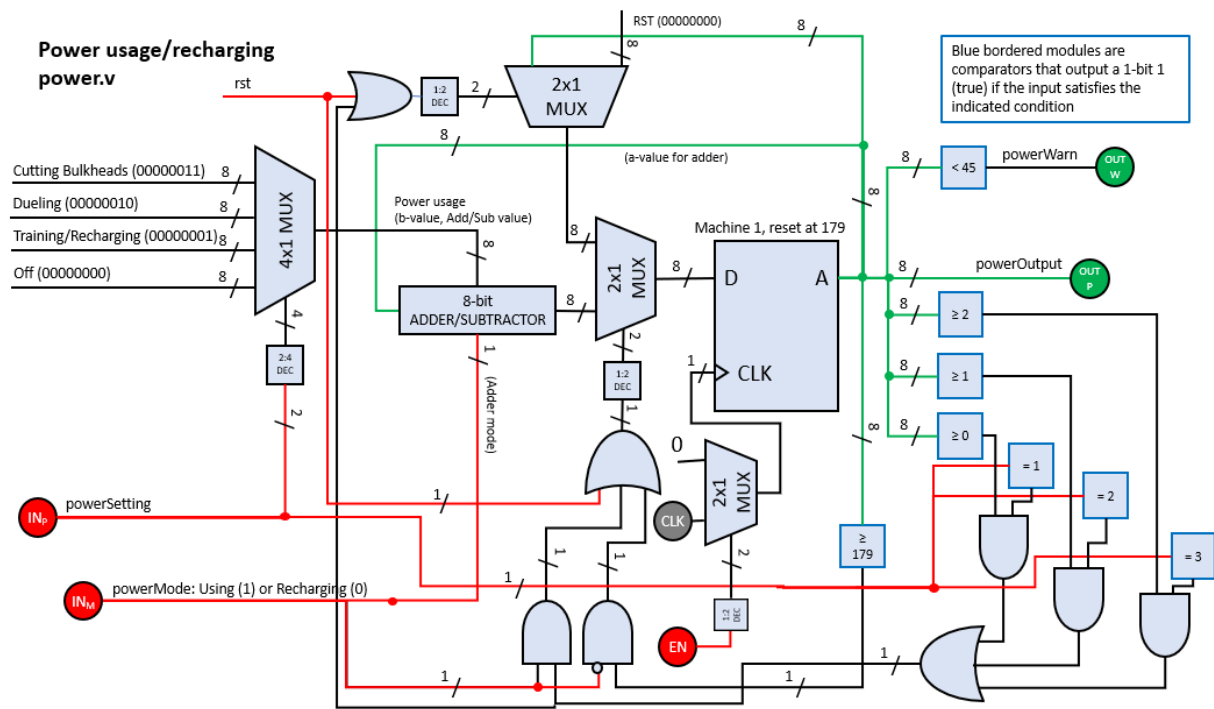 Power usage/recharging
power.v
RST (00000000)
8
8
Blue bordered modules are
comparators that output a 1-bit 1
(true) if the input satisfies the
indicated condition
rst
1:2
DEC
2
2x1
MUX
8
(a-value for adder)
8
< 45
powerWarn
OUT
W
Cutting Bulkheads (00000011)
8
Dueling (00000010)
8
Training/Recharging (00000001)
8
Off (00000000)
8
4x1 MUX
Power usage
(b-value, Add/Sub value)
8
8
Machine 1, reset at 179
8
2x1
MUX
8
D
A
8
powerOutput
OUT
P
8-bit
ADDER/SUBTRACTOR
8
4
2:4
DEC
2
1
(Adder mode)
2
1:2
DEC
1
1
CLK
8
≥ 2
8
≥ 1
8
≥ 0
8
0
2x1
MUX
CLK
2
1:2
DEC
EN
= 1
= 2
= 3
≥
179
INP
powerSetting
1
1
1
1
INM
powerMode: Using (1) or Recharging (0)
1
1
1